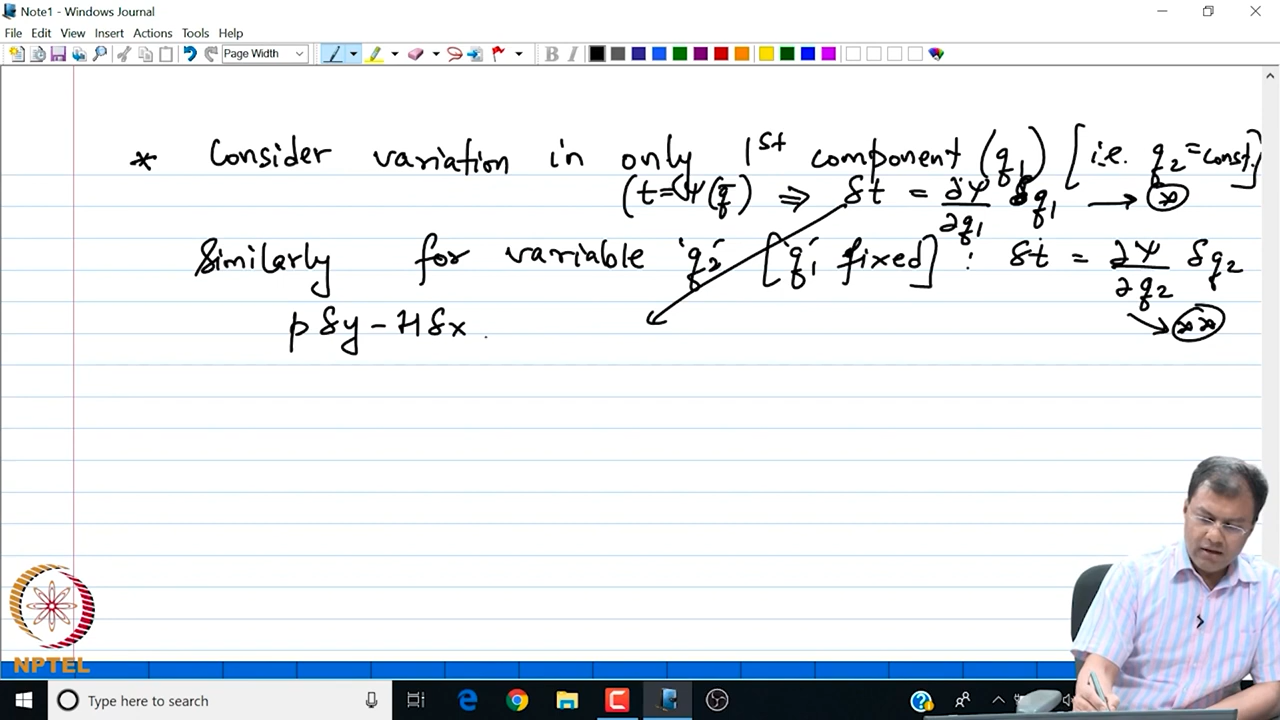 Note1 - Windows Journal
File Edit View Insert Actions Tools Help
Page Width
B I
* Consider variation in only 1st component (q₁) [i.e. q₂ = const.]
(t = ψ(q̄) ⇒ δt = ∂ψ/∂q₁ δq₁ → (*)
Similarly for variable 'q₂' ['q₁' fixed] : δt = ∂ψ/∂q₂ δq₂
→ (**)
p δy - H δx
NPTEL
Type here to search